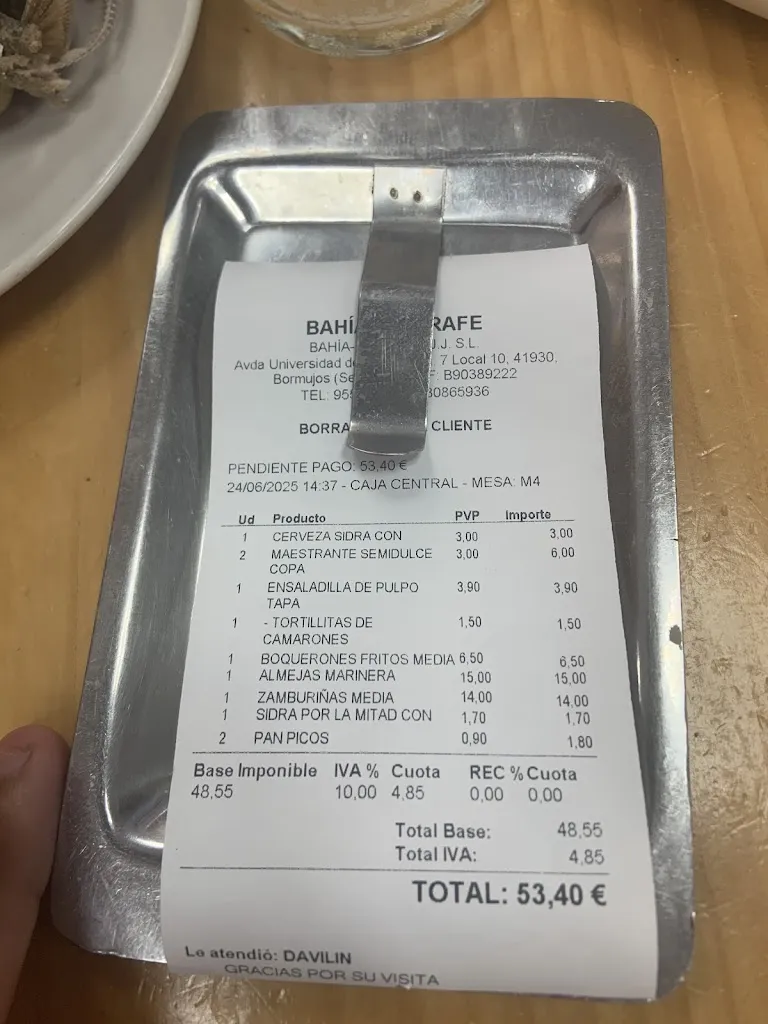 BAHÍ RAFE
BAHÍA- J.J. S.L.
Avda Universidad d 7 Local 10, 41930,
Bormujos (Se F: B90389222
TEL: 955 30865936
BORRA CLIENTE
PENDIENTE PAGO: 53,40 €
24/06/2025 14:37 - CAJA CENTRAL - MESA: M4
Ud Producto PVP Importe
1 CERVEZA SIDRA CON 3,00 3,00
2 MAESTRANTE SEMIDULCE 3,00 6,00
COPA
1 ENSALADILLA DE PULPO 3,90 3,90
TAPA
1 - TORTILLITAS DE 1,50 1,50
CAMARONES
1 BOQUERONES FRITOS MEDIA 6,50 6,50
1 ALMEJAS MARINERA 15,00 15,00
1 ZAMBURIÑAS MEDIA 14,00 14,00
1 SIDRA POR LA MITAD CON 1,70 1,70
2 PAN PICOS 0,90 1,80
Base Imponible IVA % Cuota REC % Cuota
48,55 10,00 4,85 0,00 0,00
Total Base: 48,55
Total IVA: 4,85
TOTAL: 53,40 €
Le atendió: DAVILIN
GRACIAS POR SU VISITA